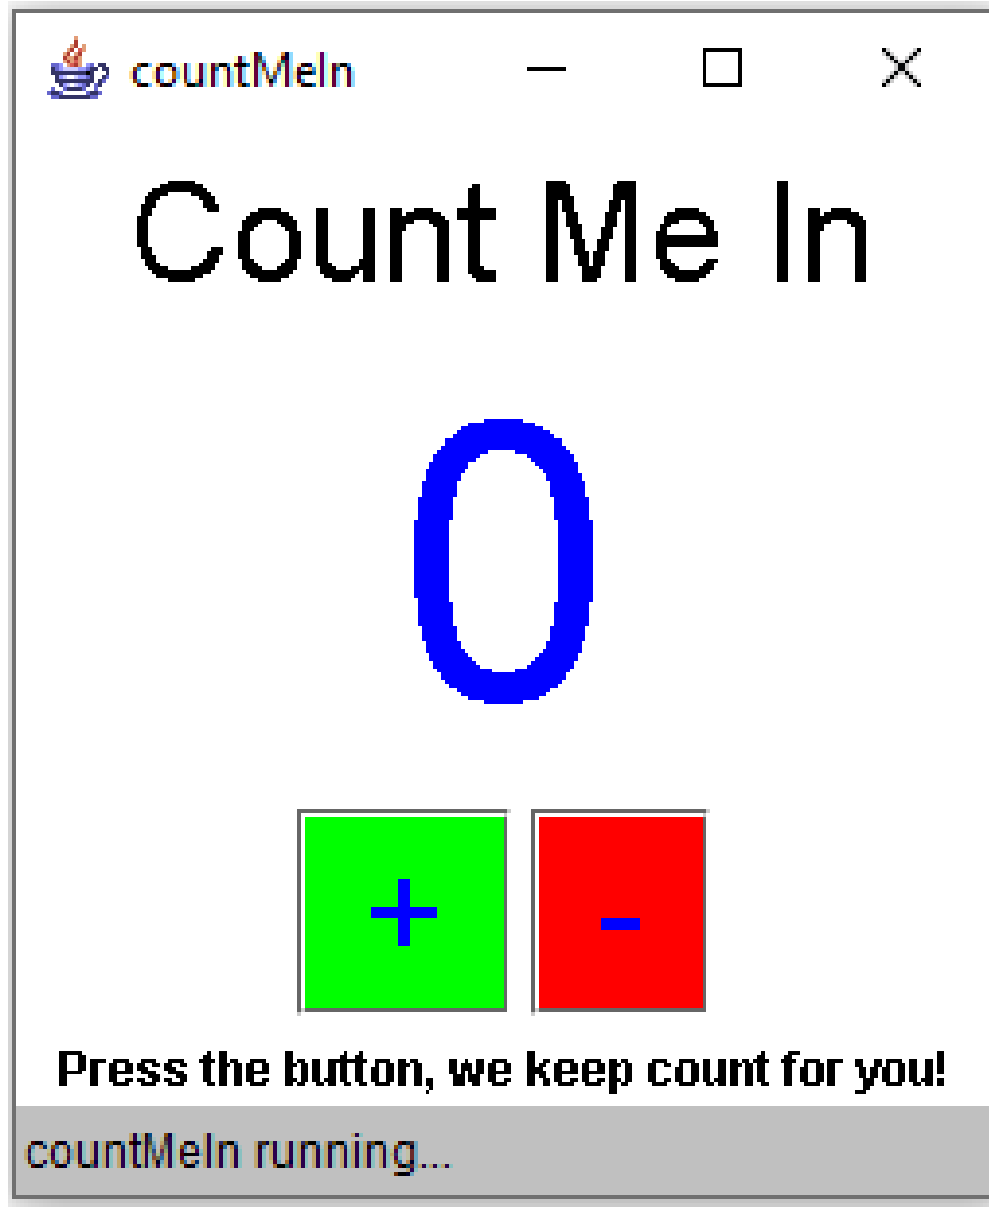 countMeIn
Count Me In
0
+ -
Press the button, we keep count for you!
countMeIn running...